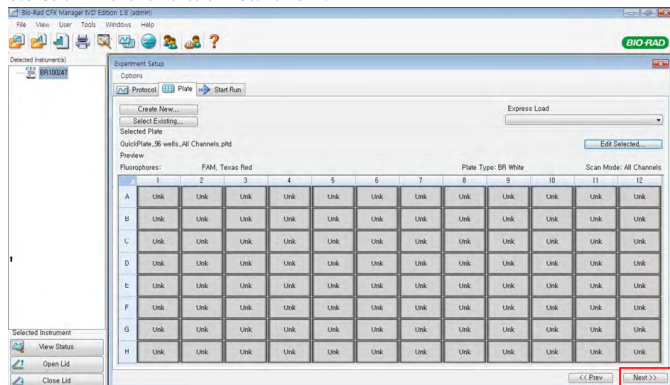 Bio-Rad CFX Manager IVD Edition 1.6 (admin)
File View User Tools Windows Help
BIO-RAD
Detected Instrument(s)
BR100247
Experiment Setup
Options
Protocol Plate Start Run
Create New...
Select Existing...
Express Load
Selected Plate
QuickPlate_96 wells_All Channels.pltd
Edit Selected...
Preview
Fluorophores: FAM, Texas Red Plate Type: BR White Scan Mode: All Channels
1 2 3 4 5 6 7 8 9 10 11 12
A Unk Unk Unk Unk Unk Unk Unk Unk Unk Unk Unk Unk
B Unk Unk Unk Unk Unk Unk Unk Unk Unk Unk Unk Unk
C Unk Unk Unk Unk Unk Unk Unk Unk Unk Unk Unk Unk
D Unk Unk Unk Unk Unk Unk Unk Unk Unk Unk Unk Unk
E Unk Unk Unk Unk Unk Unk Unk Unk Unk Unk Unk Unk
F Unk Unk Unk Unk Unk Unk Unk Unk Unk Unk Unk Unk
G Unk Unk Unk Unk Unk Unk Unk Unk Unk Unk Unk Unk
H Unk Unk Unk Unk Unk Unk Unk Unk Unk Unk Unk Unk
Selected Instrument
View Status
Open Lid
Close Lid
<< Prev Next >>